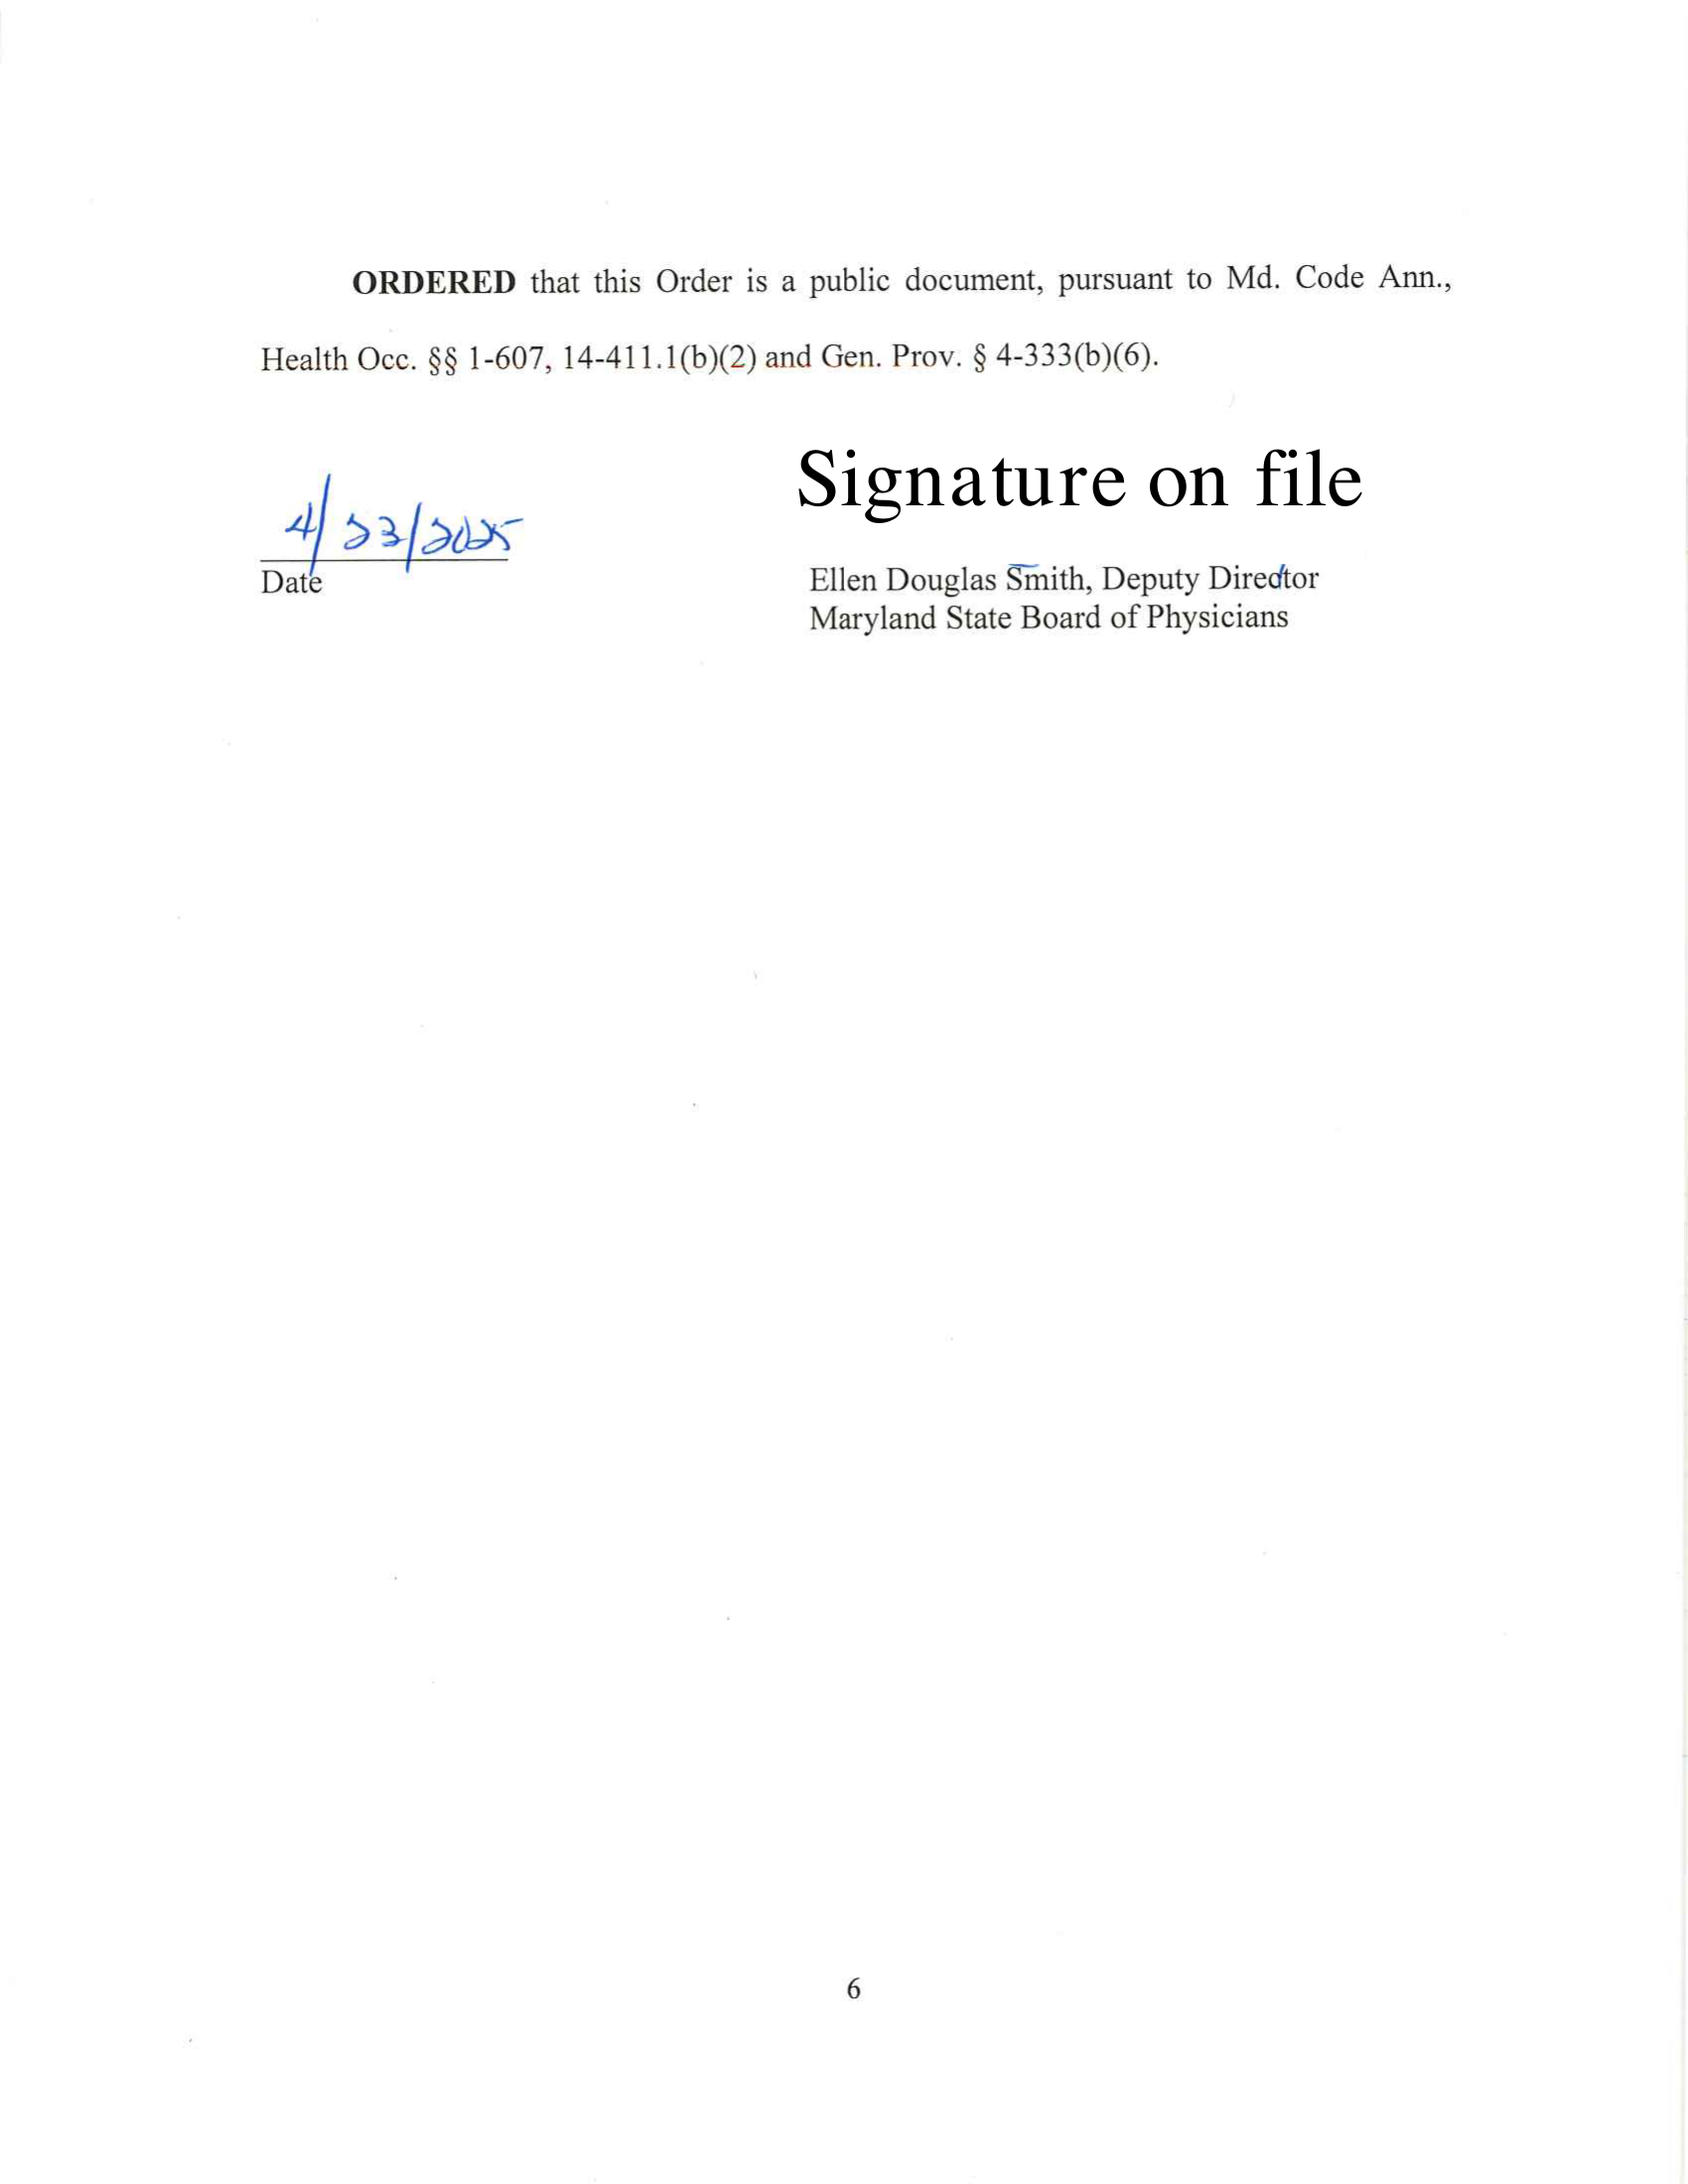 ORDERED that this Order is a public document, pursuant to Md. Code Ann.,
Health Occ. §§ 1-607, 14-411.1(b)(2) and Gen. Prov. § 4-333(b)(6).
Signature on file
4/23/2025
Date
Ellen Douglas Smith, Deputy Director
Maryland State Board of Physicians
6